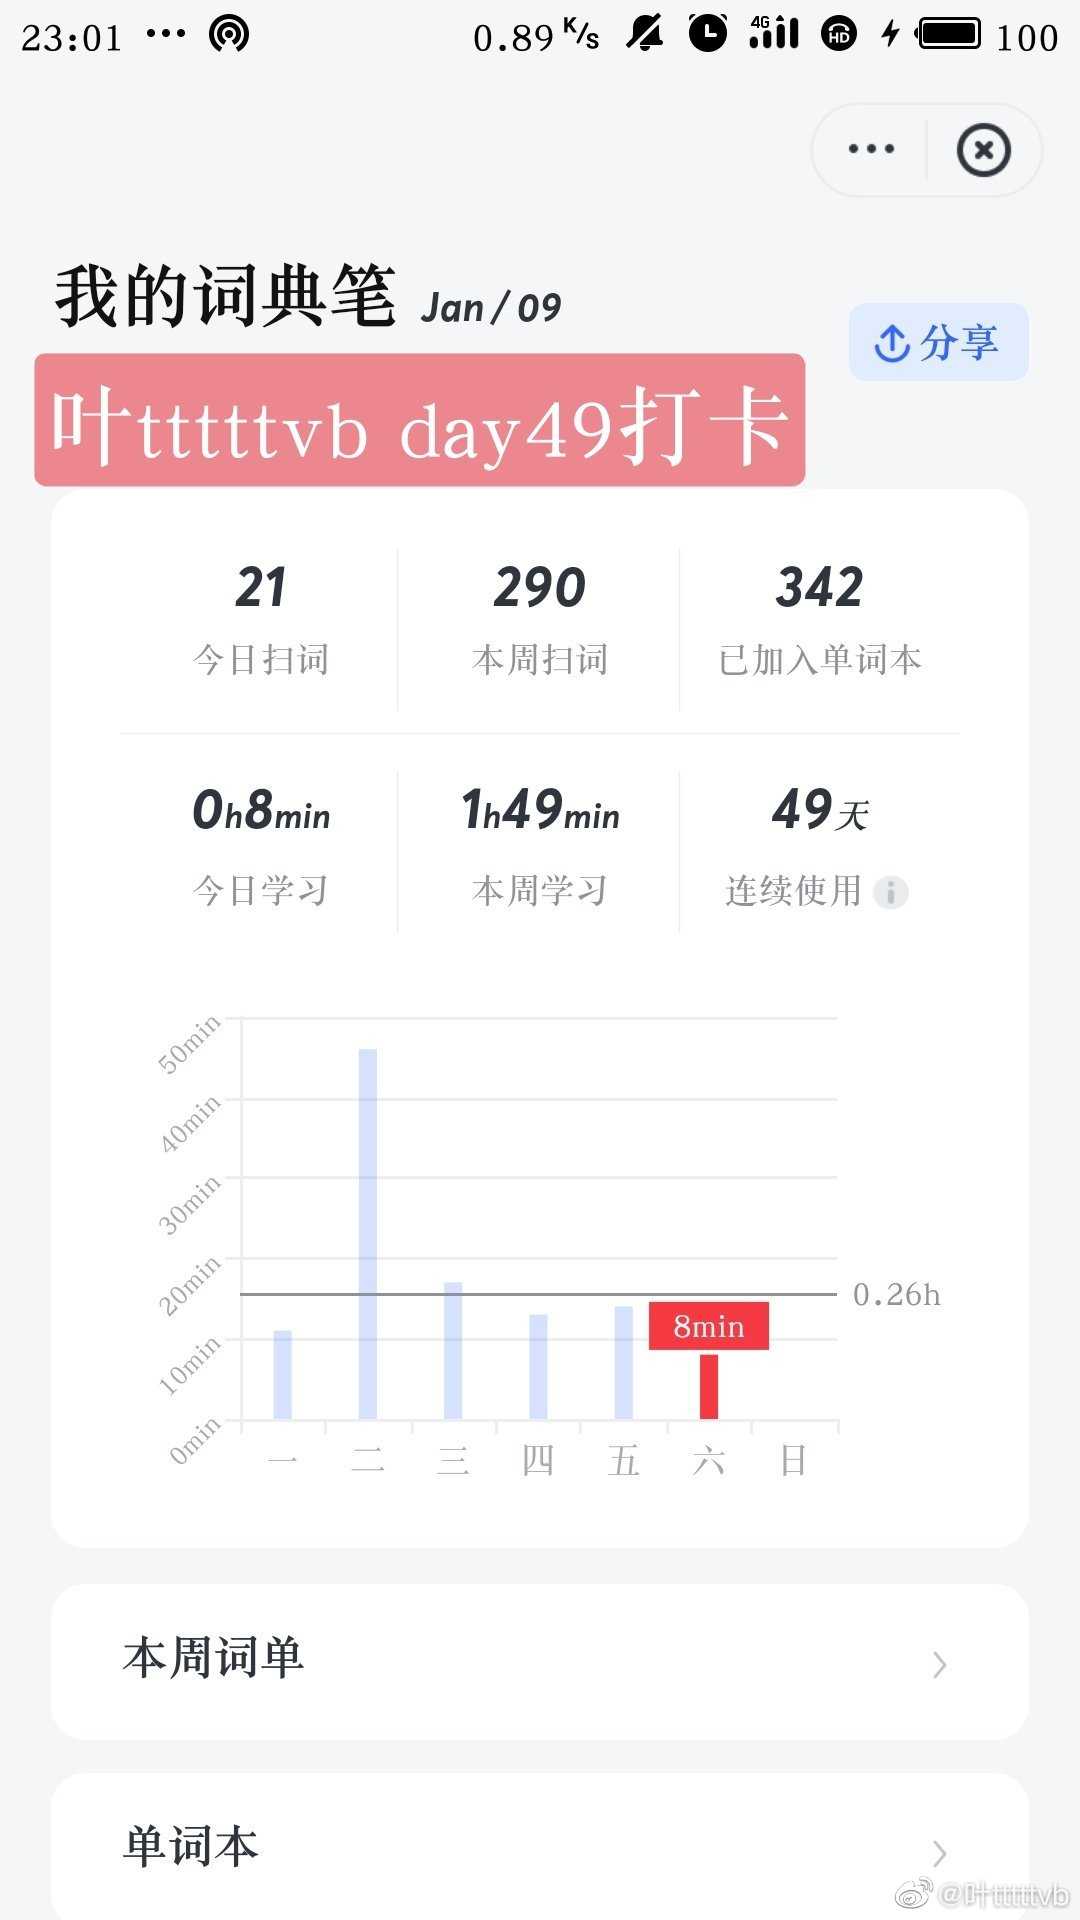 23:01 ... 0.89 K/s 4G HD 100
我的词典笔 Jan / 09
分享
叶tttttvb day49打卡
21 290 342
今日扫词 本周扫词 已加入单词本
0h8min 1h49min 49天
今日学习 本周学习 连续使用 i
50min
40min
30min
20min
0.26h
8min
10min
0min
一 二 三 四 五 六 日
本周词单
单词本
@叶tttttvb